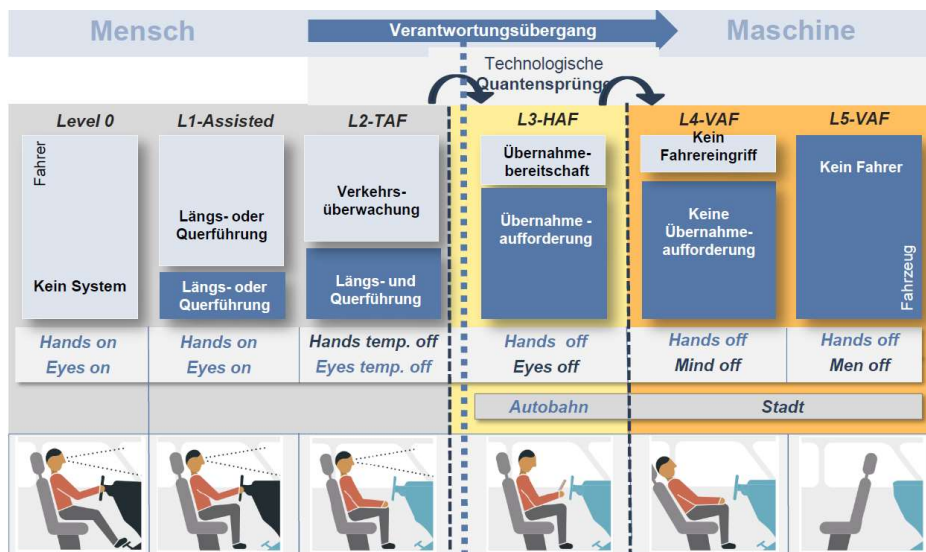 Mensch
Verantwortungsübergang
Maschine
Technologische
Quantensprünge
Level 0
L1-Assisted
L2-TAF
L3-HAF
L4-VAF
L5-VAF
Fahrer
Kein System
Längs- oder
Querführung
Längs- oder
Querführung
Verkehrs-
überwachung
Längs- und
Querführung
Übernahme-
bereitschaft
Übernahme -
aufforderung
Kein
Fahrereingriff
Keine
Übernahme-
aufforderung
Kein Fahrer
Fahrzeug
Hands on
Eyes on
Hands on
Eyes on
Hands temp. off
Eyes temp. off
Hands off
Eyes off
Hands off
Mind off
Hands off
Men off
Autobahn
Stadt